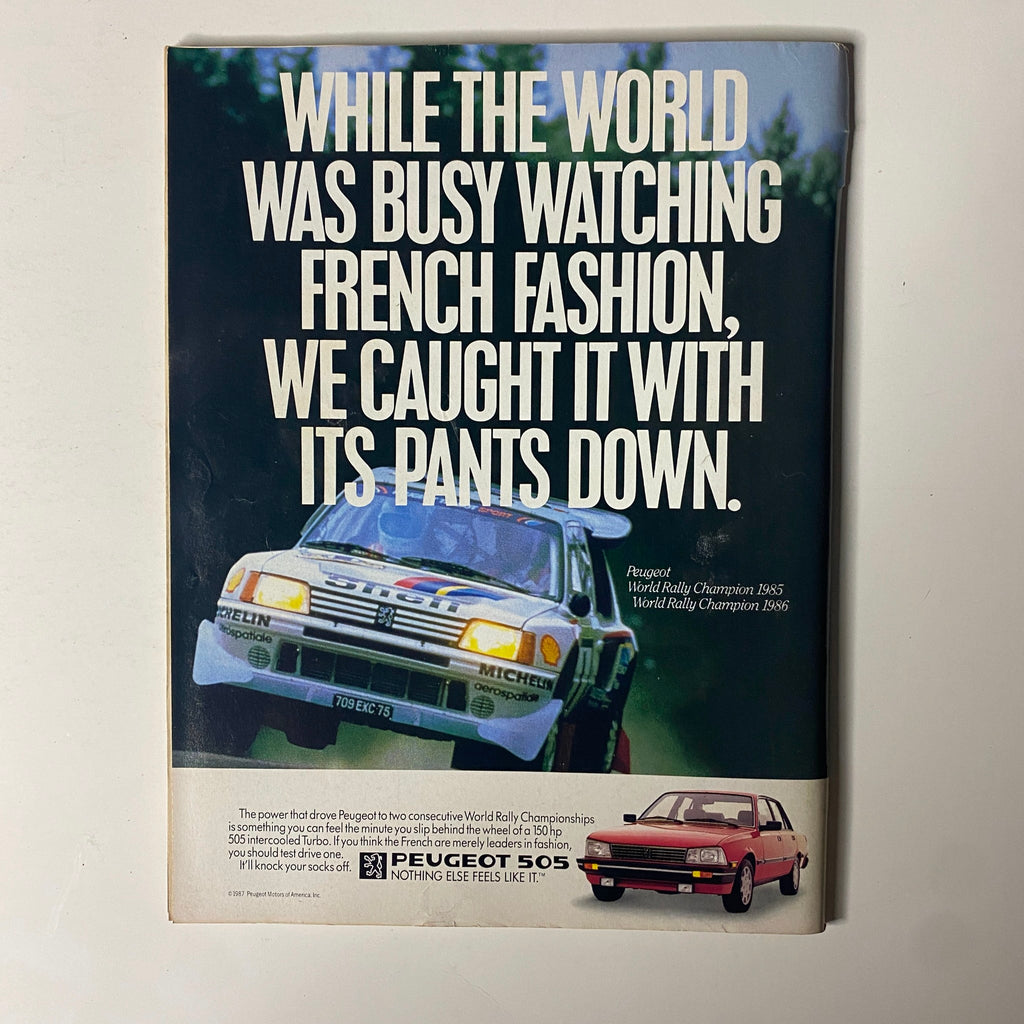 WHILE THE WORLD
WAS BUSY WATCHING
FRENCH FASHION,
WE CAUGHT IT WITH
ITS PANTS DOWN.
SPORT
Peugeot
World Rally Champion 1985
World Rally Champion 1986
Shell
MICHELIN
aerospatiale
709 EXC·75
The power that drove Peugeot to two consecutive World Rally Championships
is something you can feel the minute you slip behind the wheel of a 150 hp
505 intercooled Turbo. If you think the French are merely leaders in fashion,
you should test drive one.
It'll knock your socks off.
PEUGEOT 505
NOTHING ELSE FEELS LIKE IT.™
©1987 Peugeot Motors of America, Inc.